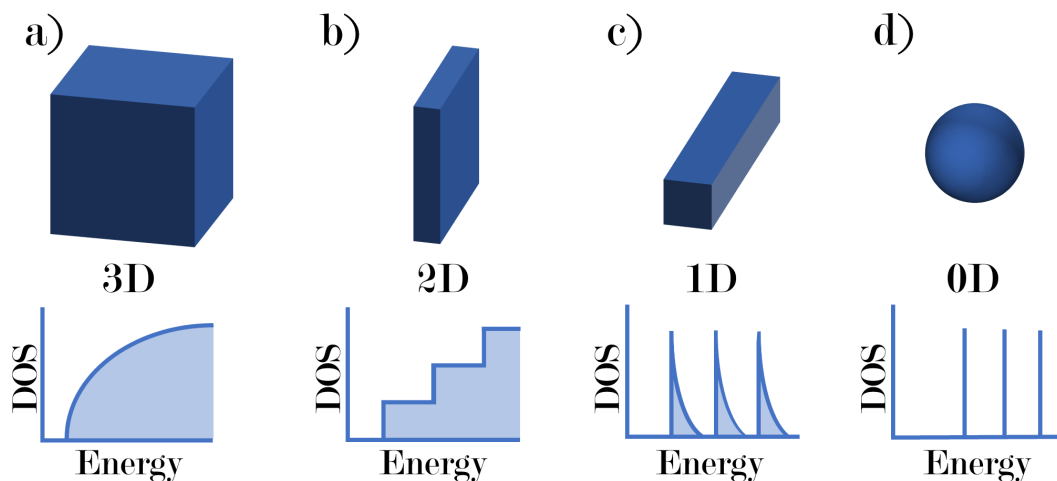 a)
b)
c)
d)
3D
2D
1D
0D
DOS
DOS
DOS
DOS
Energy
Energy
Energy
Energy